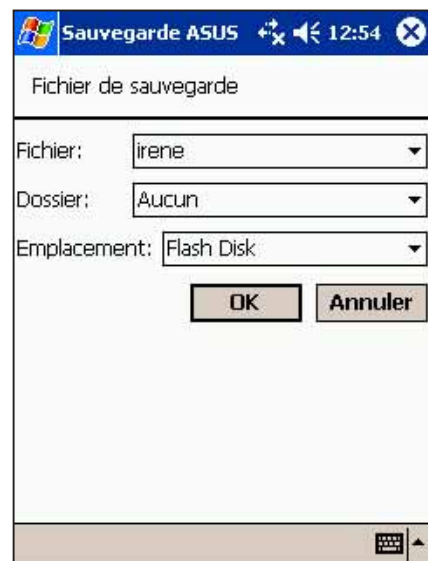 Sauvegarde ASUS 12:54
Fichier de sauvegarde
Fichier: irene
Dossier: Aucun
Emplacement: Flash Disk
OK Annuler